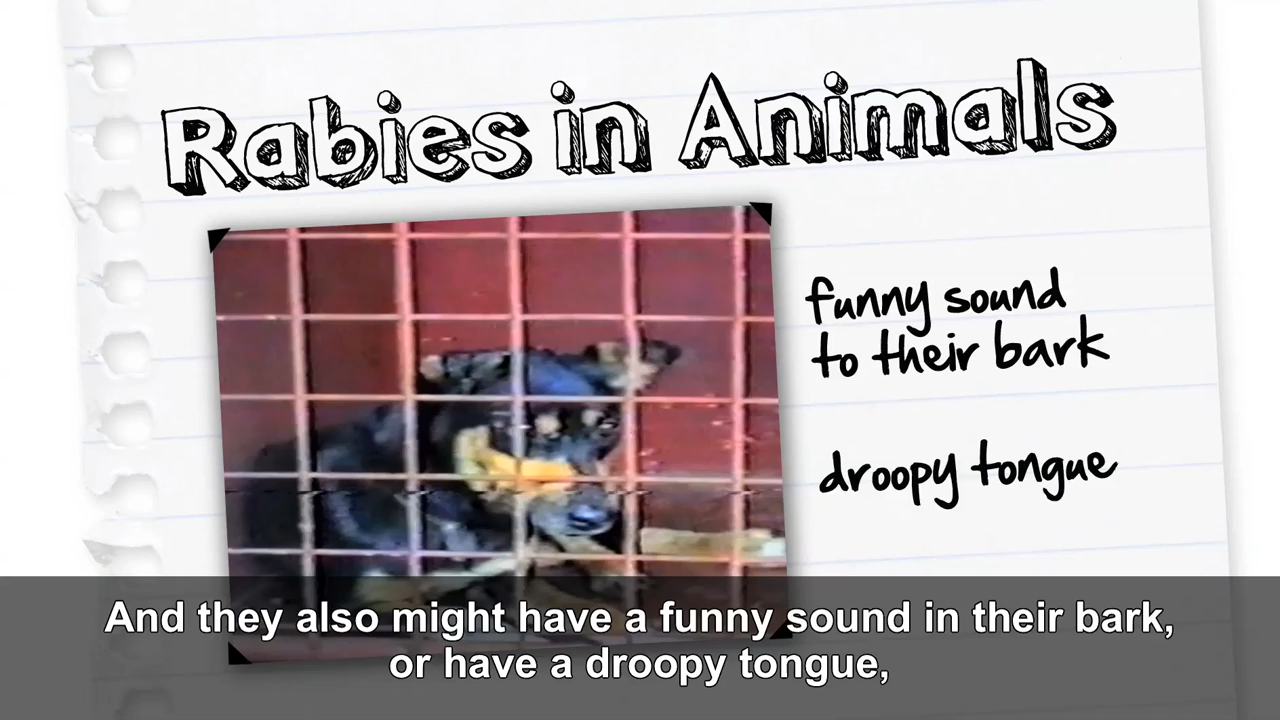 Rabies in Animals
funny sound
to their bark
droopy tongue
And they also might have a funny sound in their bark,
or have a droopy tongue,